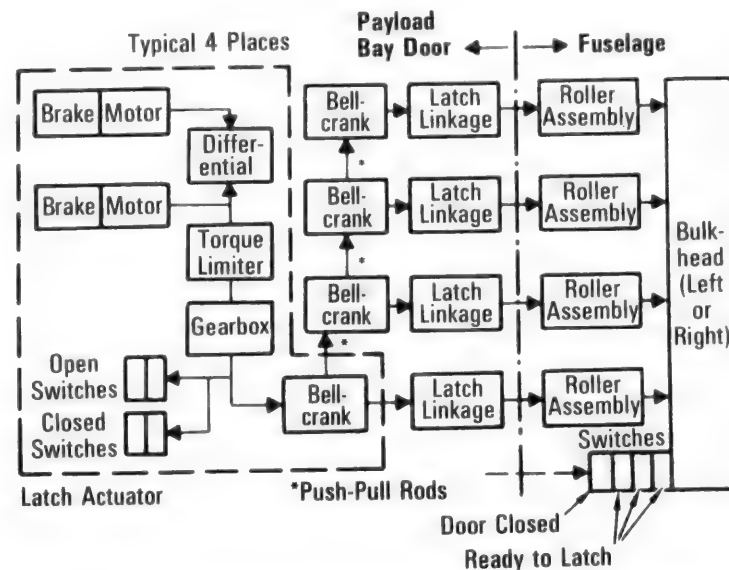 Typical 4 Places
Payload
Bay Door
Fuselage
Brake Motor
Differ-
ential
Brake Motor
Torque
Limiter
Gearbox
Open
Switches
Closed
Switches
Latch Actuator
Bell-
crank
Latch
Linkage
Roller
Assembly
*
Bell-
crank
Latch
Linkage
Roller
Assembly
*
Bell-
crank
Latch
Linkage
Roller
Assembly
*
Bell-
crank
Latch
Linkage
Roller
Assembly
Bulk-
head
(Left
or
Right)
Switches
*Push-Pull Rods
Door Closed
Ready to Latch